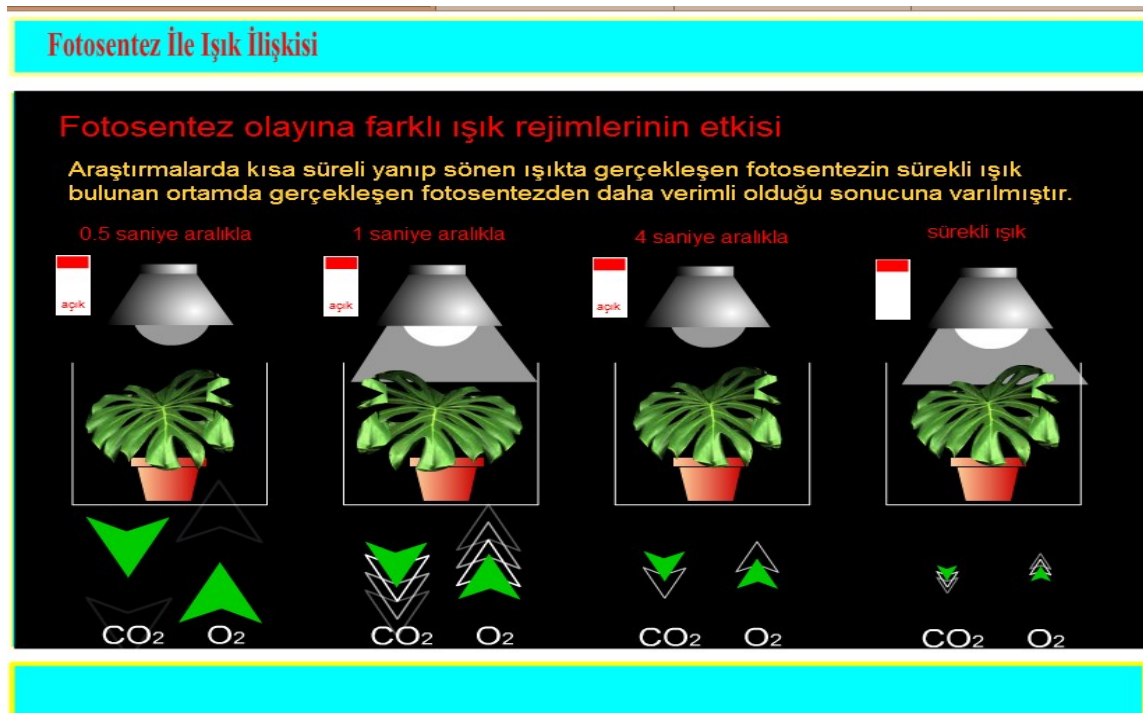 Fotosentez İle Işık İlişkisi
Fotosentez olayına farklı ışık rejimlerinin etkisi
Araştırmalarda kısa süreli yanıp sönen ışıkta gerçekleşen fotosentezin sürekli ışık
bulunan ortamda gerçekleşen fotosentezden daha verimli olduğu sonucuna varılmıştır.
0.5 saniye aralıkla
1 saniye aralıkla
4 saniye aralıkla
sürekli ışık
açık
açık
açık
CO2 O2
CO2 O2
CO2 O2
CO2 O2